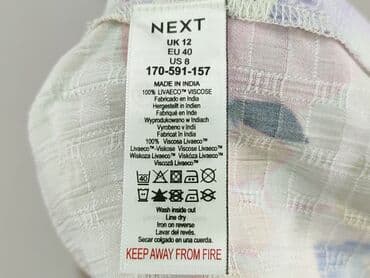 NEXT
UK 12
EU 40
US 8
170-591-157
MADE IN INDIA
100% LIVAECO™ VISCOSE
Fabricado en India
Hergestellt in Indien
Fabriqué en Inde
Wyprodukowano w Indiach
Vyrobeno v Indii
Fabricat în India
100% Viscosa Livaeco™
Livaeco™-Viskose Viscose Livaeco™
Wiskoza Livaeco™ Viskóza Livaeco™
Viscoză Livaeco™
40
Wash inside out
Line dry
Iron on reverse
Lavar del revés.
Secar colgado en una cuerda.
KEEP AWAY FROM FIRE